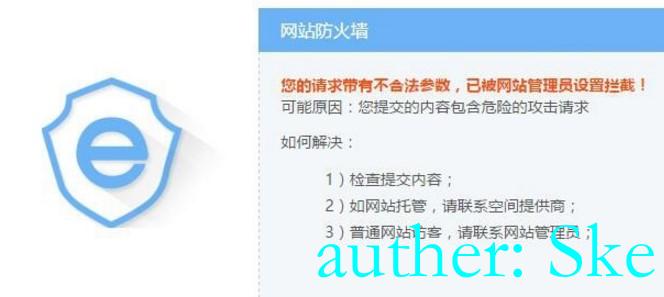 网站防火墙
您的请求带有不合法参数，已被网站管理员设置拦截！
可能原因：您提交的内容包含危险的攻击请求
如何解决：
1）检查提交内容；
2）如网站托管，请联系空间提供商；
3）普通网站访客，请联系网站管理员；
auther: Ske